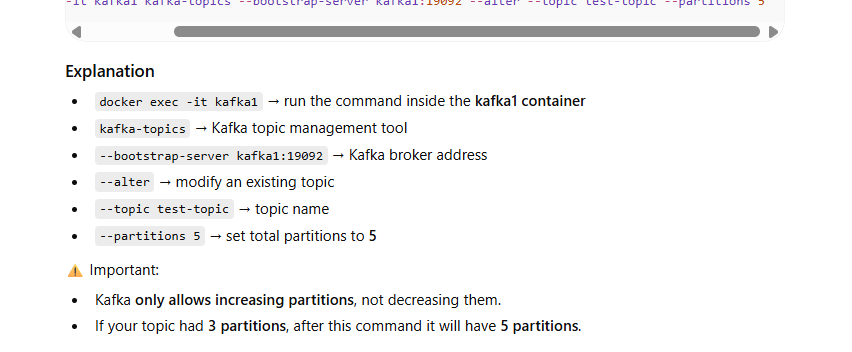 -it kafka1 kafka-topics --bootstrap-server kafka1:19092 --alter --topic test-topic --partitions 5
Explanation
docker exec -it kafka1 → run the command inside the kafka1 container
kafka-topics → Kafka topic management tool
--bootstrap-server kafka1:19092 → Kafka broker address
--alter → modify an existing topic
--topic test-topic → topic name
--partitions 5 → set total partitions to 5
⚠️ Important:
Kafka only allows increasing partitions, not decreasing them.
If your topic had 3 partitions, after this command it will have 5 partitions.